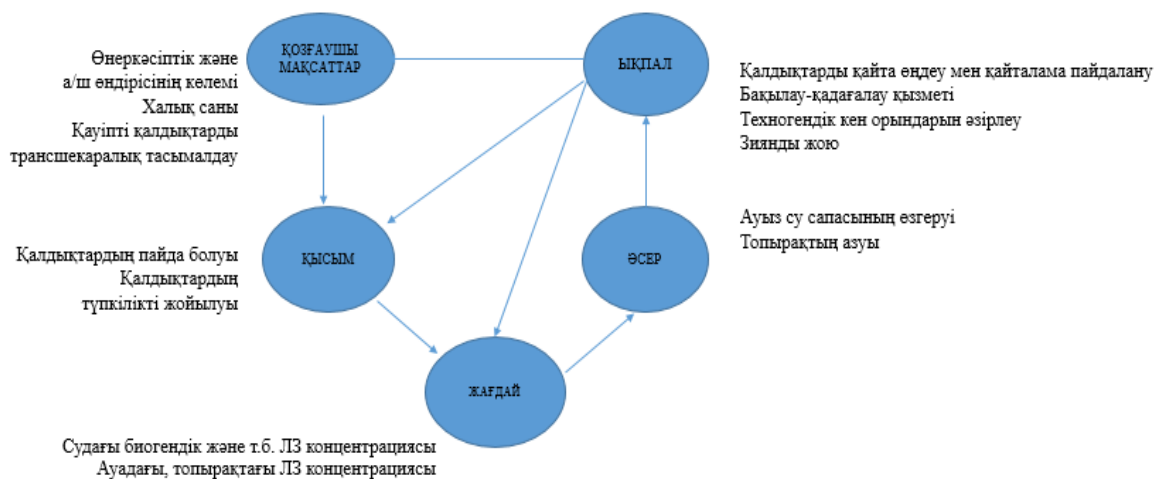 Өнеркәсіптік және
а/ш өндірісінің көлемі
Халық саны
Қауіпті қалдықтарды
трансшекаралық тасымалдау
ҚОЗҒАУШЫ
МАҚСАТТАР
ЫҚПАЛ
Қалдықтарды қайта өңдеу мен қайталама пайдалану
Бақылау-қадағалау қызметі
Техногендік кен орындарын әзірлеу
Зиянды жою
Қалдықтардың пайда болуы
Қалдықтардың
түпкілікті жойылуы
ҚЫСЫМ
ӘСЕР
Ауыз су сапасының өзгеруі
Топырақтың азуы
ЖАҒДАЙ
Судағы биогендік және т.б. ЛЗ концентрациясы
Ауадағы, топырақтағы ЛЗ концентрациясы